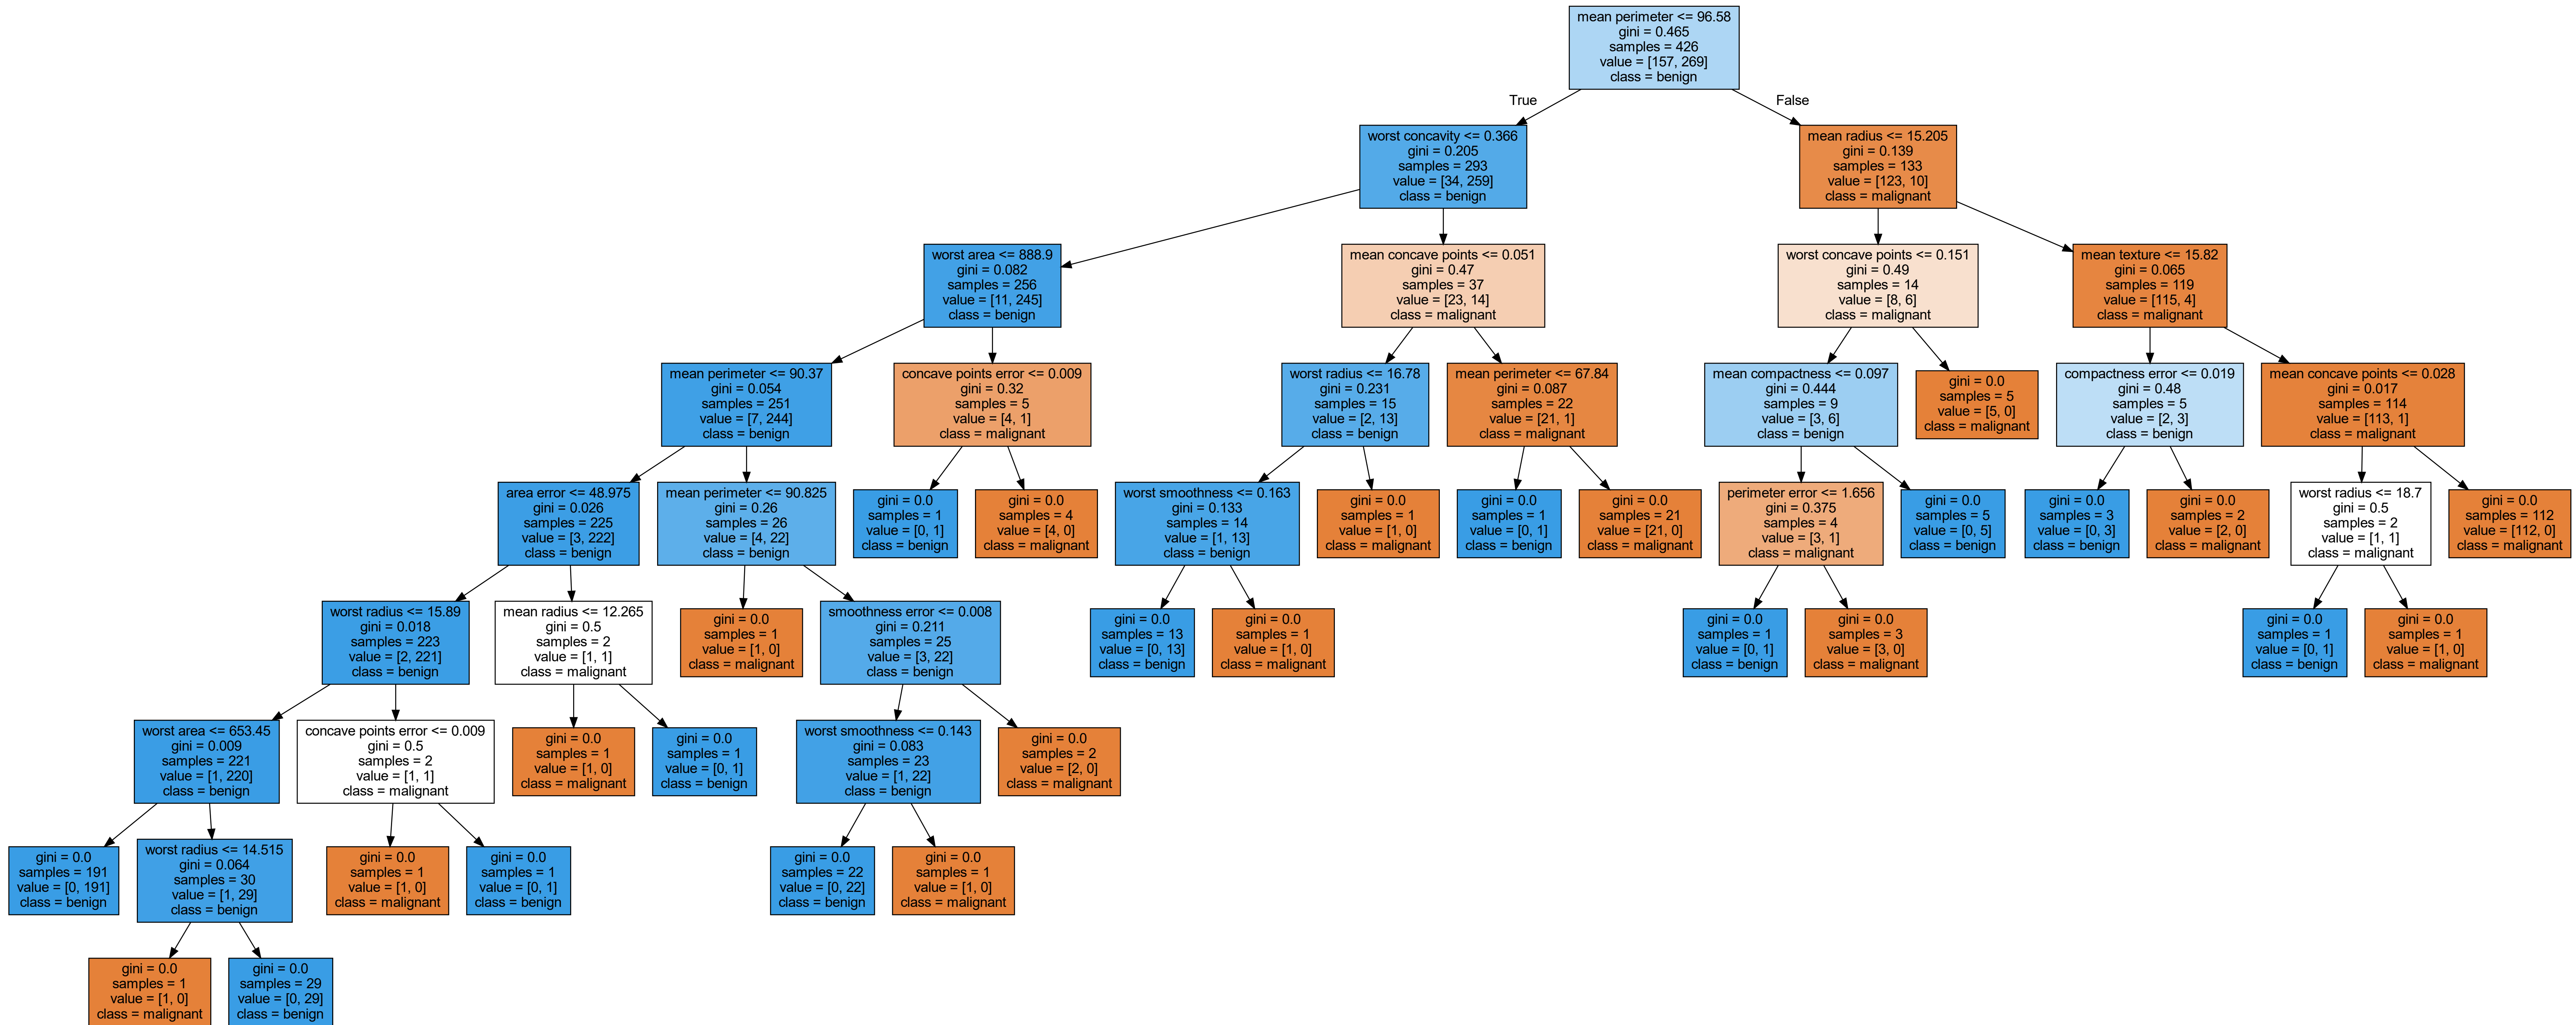 mean perimeter <= 96.58
gini = 0.465
samples = 426
value = [157, 269]
class = benign
True
False
worst concavity <= 0.366
gini = 0.205
samples = 293
value = [34, 259]
class = benign
mean radius <= 15.205
gini = 0.139
samples = 133
value = [123, 10]
class = malignant
worst area <= 888.9
gini = 0.082
samples = 256
value = [11, 245]
class = benign
mean concave points <= 0.051
gini = 0.47
samples = 37
value = [23, 14]
class = malignant
worst concave points <= 0.151
gini = 0.49
samples = 14
value = [8, 6]
class = malignant
mean texture <= 15.82
gini = 0.065
samples = 119
value = [115, 4]
class = malignant
mean perimeter <= 90.37
gini = 0.054
samples = 251
value = [7, 244]
class = benign
concave points error <= 0.009
gini = 0.32
samples = 5
value = [4, 1]
class = malignant
worst radius <= 16.78
gini = 0.231
samples = 15
value = [2, 13]
class = benign
mean perimeter <= 67.84
gini = 0.087
samples = 22
value = [21, 1]
class = malignant
mean compactness <= 0.097
gini = 0.444
samples = 9
value = [3, 6]
class = benign
gini = 0.0
samples = 5
value = [5, 0]
class = malignant
compactness error <= 0.019
gini = 0.48
samples = 5
value = [2, 3]
class = benign
mean concave points <= 0.028
gini = 0.017
samples = 114
value = [113, 1]
class = malignant
area error <= 48.975
gini = 0.026
samples = 225
value = [3, 222]
class = benign
mean perimeter <= 90.825
gini = 0.26
samples = 26
value = [4, 22]
class = benign
gini = 0.0
samples = 1
value = [0, 1]
class = benign
gini = 0.0
samples = 4
value = [4, 0]
class = malignant
worst smoothness <= 0.163
gini = 0.133
samples = 14
value = [1, 13]
class = benign
gini = 0.0
samples = 1
value = [1, 0]
class = malignant
gini = 0.0
samples = 1
value = [0, 1]
class = benign
gini = 0.0
samples = 21
value = [21, 0]
class = malignant
perimeter error <= 1.656
gini = 0.375
samples = 4
value = [3, 1]
class = malignant
gini = 0.0
samples = 5
value = [0, 5]
class = benign
gini = 0.0
samples = 3
value = [0, 3]
class = benign
gini = 0.0
samples = 2
value = [2, 0]
class = malignant
worst radius <= 18.7
gini = 0.5
samples = 2
value = [1, 1]
class = malignant
gini = 0.0
samples = 112
value = [112, 0]
class = malignant
worst radius <= 15.89
gini = 0.018
samples = 223
value = [2, 221]
class = benign
mean radius <= 12.265
gini = 0.5
samples = 2
value = [1, 1]
class = malignant
gini = 0.0
samples = 1
value = [1, 0]
class = malignant
smoothness error <= 0.008
gini = 0.211
samples = 25
value = [3, 22]
class = benign
gini = 0.0
samples = 13
value = [0, 13]
class = benign
gini = 0.0
samples = 1
value = [1, 0]
class = malignant
gini = 0.0
samples = 1
value = [0, 1]
class = benign
gini = 0.0
samples = 3
value = [3, 0]
class = malignant
gini = 0.0
samples = 1
value = [0, 1]
class = benign
gini = 0.0
samples = 1
value = [1, 0]
class = malignant
worst area <= 653.45
gini = 0.009
samples = 221
value = [1, 220]
class = benign
concave points error <= 0.009
gini = 0.5
samples = 2
value = [1, 1]
class = malignant
gini = 0.0
samples = 1
value = [1, 0]
class = malignant
gini = 0.0
samples = 1
value = [0, 1]
class = benign
worst smoothness <= 0.143
gini = 0.083
samples = 23
value = [1, 22]
class = benign
gini = 0.0
samples = 2
value = [2, 0]
class = malignant
gini = 0.0
samples = 191
value = [0, 191]
class = benign
worst radius <= 14.515
gini = 0.064
samples = 30
value = [1, 29]
class = benign
gini = 0.0
samples = 1
value = [1, 0]
class = malignant
gini = 0.0
samples = 1
value = [0, 1]
class = benign
gini = 0.0
samples = 22
value = [0, 22]
class = benign
gini = 0.0
samples = 1
value = [1, 0]
class = malignant
gini = 0.0
samples = 1
value = [1, 0]
class = malignant
gini = 0.0
samples = 29
value = [0, 29]
class = benign